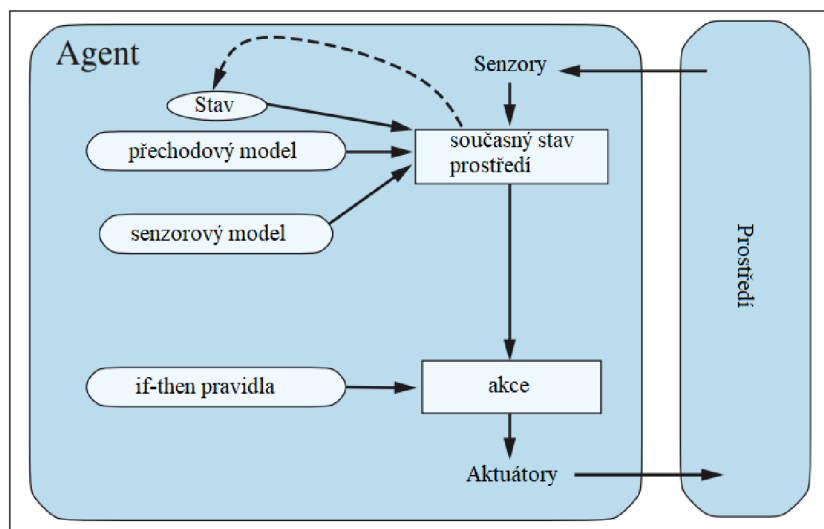 Agent
Senzory
Stav
současný stav
prostředí
přechodový model
senzorový model
Prostředí
if-then pravidla
akce
Aktuátory